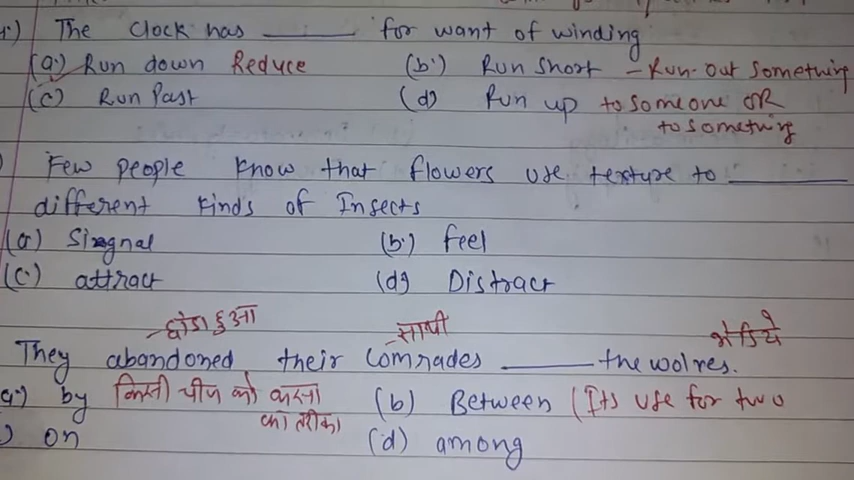 The clock has ______ for want of winding
(a.) Run down Reduce (b.) Run short - Run out something
(c) Run Past (d) Run up to someone OR
to something
Few people know that flowers use texture to ______
different kinds of Insects
(a) Signal (b.) feel
(c.) attract (d) Distract
छोडा हुआ साथी भेडिये
They abandoned their Comrades ______ the wolves.
(a.) by किसी चीज को करना (b) Between (Its use for two
का तरीका
) on (d) among